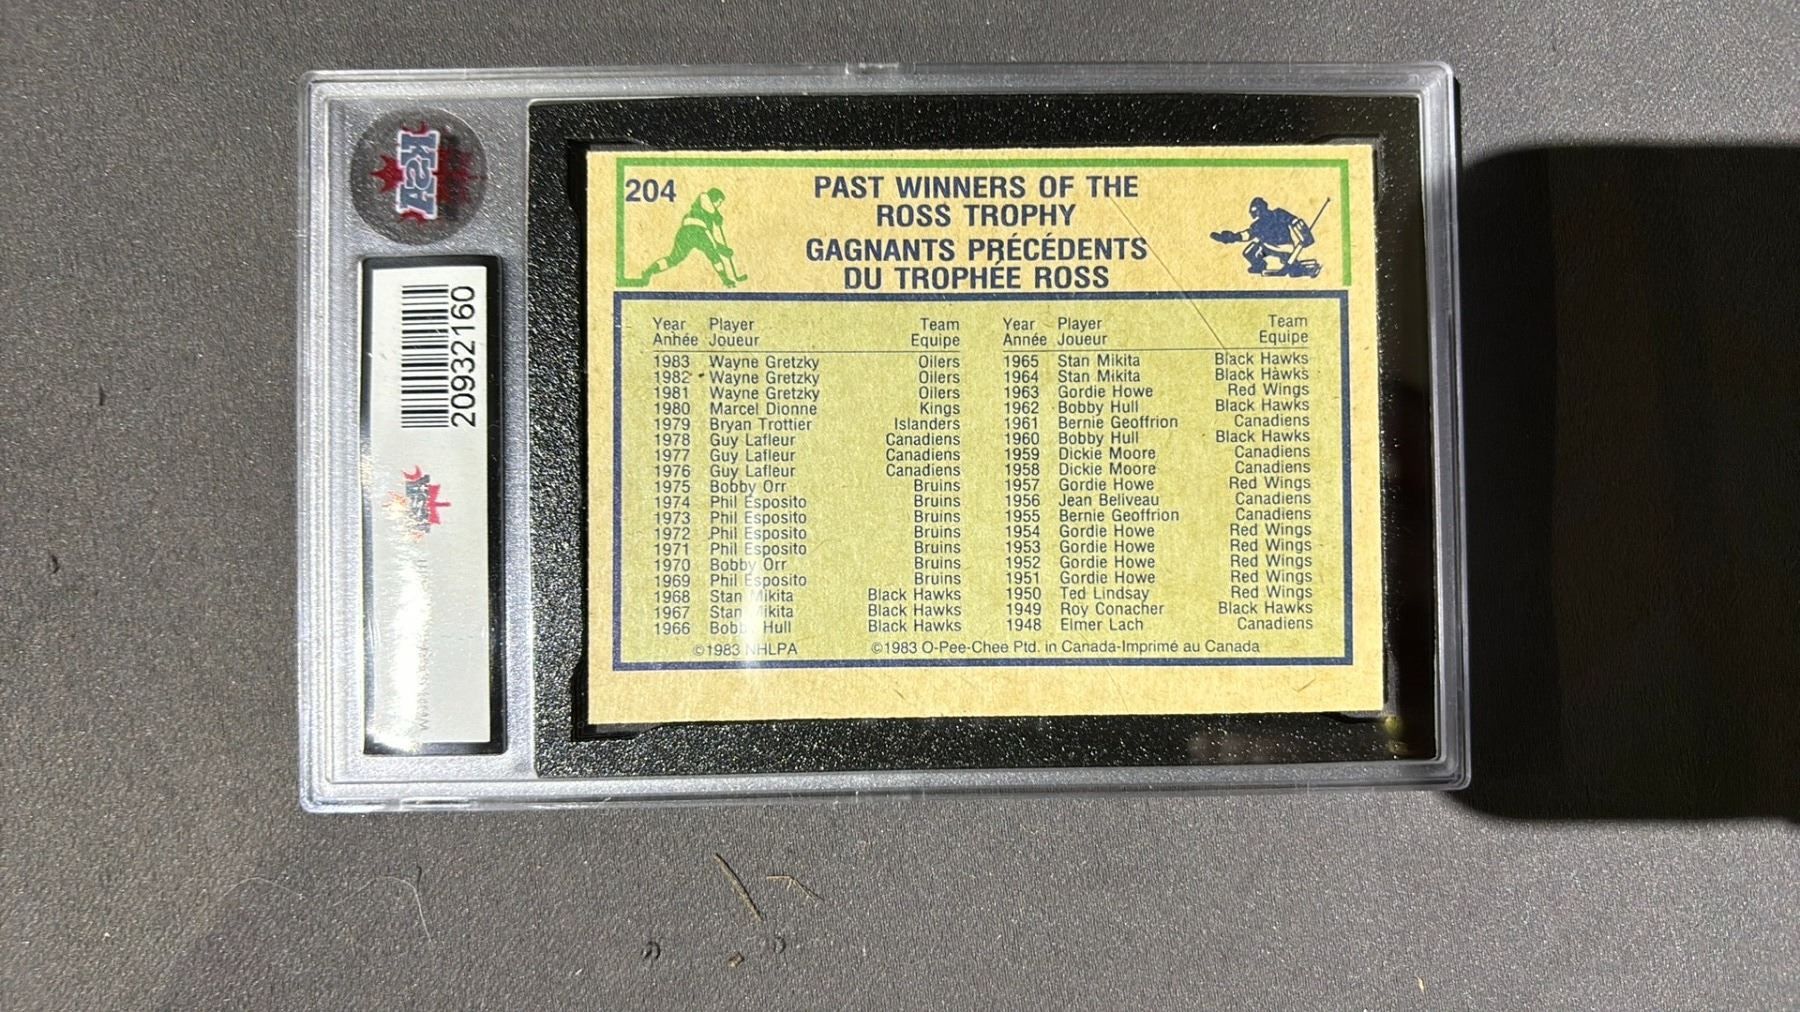 KSA
20932160
KSA
204
PAST WINNERS OF THE
ROSS TROPHY
GAGNANTS PRÉCÉDENTS
DU TROPHÉE ROSS
Year Player Team
Année Joueur Equipe
1983 Wayne Gretzky Oilers
1982 Wayne Gretzky Oilers
1981 Wayne Gretzky Oilers
1980 Marcel Dionne Kings
1979 Bryan Trottier Islanders
1978 Guy Lafleur Canadiens
1977 Guy Lafleur Canadiens
1976 Guy Lafleur Canadiens
1975 Bobby Orr Bruins
1974 Phil Esposito Bruins
1973 Phil Esposito Bruins
1972 Phil Esposito Bruins
1971 Phil Esposito Bruins
1970 Bobby Orr Bruins
1969 Phil Esposito Bruins
1968 Stan Mikita Black Hawks
1967 Stan Mikita Black Hawks
1966 Bobby Hull Black Hawks
Year Player Team
Année Joueur Equipe
1965 Stan Mikita Black Hawks
1964 Stan Mikita Black Hawks
1963 Gordie Howe Red Wings
1962 Bobby Hull Black Hawks
1961 Bernie Geoffrion Canadiens
1960 Bobby Hull Black Hawks
1959 Dickie Moore Canadiens
1958 Dickie Moore Canadiens
1957 Gordie Howe Red Wings
1956 Jean Beliveau Canadiens
1955 Bernie Geoffrion Canadiens
1954 Gordie Howe Red Wings
1953 Gordie Howe Red Wings
1952 Gordie Howe Red Wings
1951 Gordie Howe Red Wings
1950 Ted Lindsay Red Wings
1949 Roy Conacher Black Hawks
1948 Elmer Lach Canadiens
©1983 NHLPA ©1983 O-Pee-Chee Ptd. in Canada-Imprimé au Canada